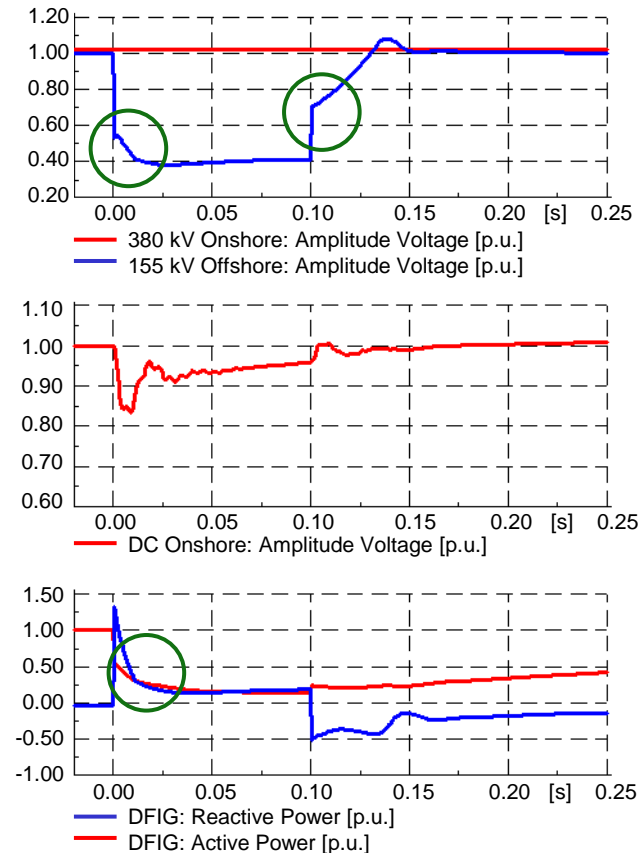 1.20
1.00
0.80
0.60
0.40
0.20
0.00 0.05 0.10 0.15 0.20 [s] 0.25
380 kV Onshore: Amplitude Voltage [p.u.]
155 kV Offshore: Amplitude Voltage [p.u.]
1.10
1.00
0.90
0.80
0.70
0.60
0.00 0.05 0.10 0.15 0.20 [s] 0.25
DC Onshore: Amplitude Voltage [p.u.]
1.50
1.00
0.50
0.00
-0.50
-1.00
0.00 0.05 0.10 0.15 0.20 [s] 0.25
DFIG: Reactive Power [p.u.]
DFIG: Active Power [p.u.]